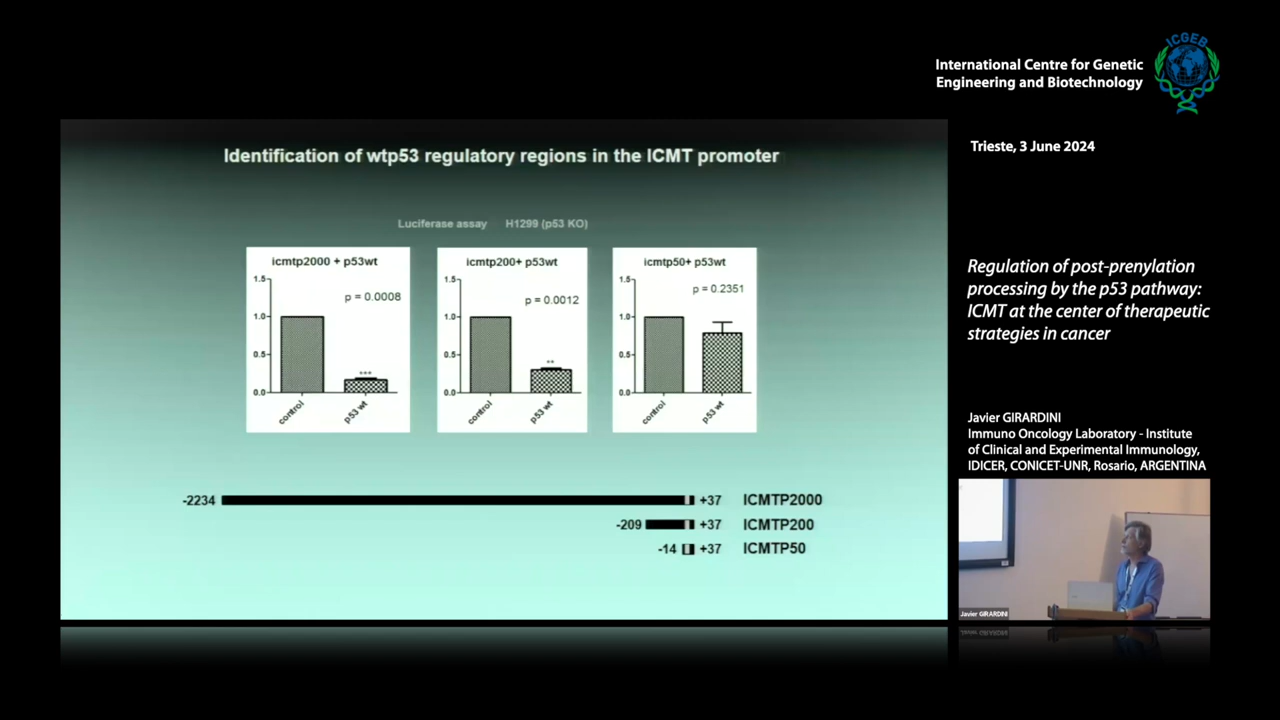 ICGEB
International Centre for Genetic
Engineering and Biotechnology
Trieste, 3 June 2024
Identification of wtp53 regulatory regions in the ICMT promoter
Luciferase assay H1299 (p53 KO)
icmtp2000 + p53wt
1.5
1.0
0.5
0.0
p = 0.0008
***
control
p53 wt
icmtp200+ p53wt
1.5
1.0
0.5
0.0
p = 0.0012
**
control
p53 wt
icmtp50+ p53wt
1.5
1.0
0.5
0.0
p = 0.2351
control
p53 wt
-2234 +37 ICMTP2000
-209 +37 ICMTP200
-14 +37 ICMTP50
Regulation of post-prenylation
processing by the p53 pathway:
ICMT at the center of therapeutic
strategies in cancer
Javier GIRARDINI
Immuno Oncology Laboratory - Institute
of Clinical and Experimental Immunology,
IDICER, CONICET-UNR, Rosario, ARGENTINA
Javier GIRARDINI